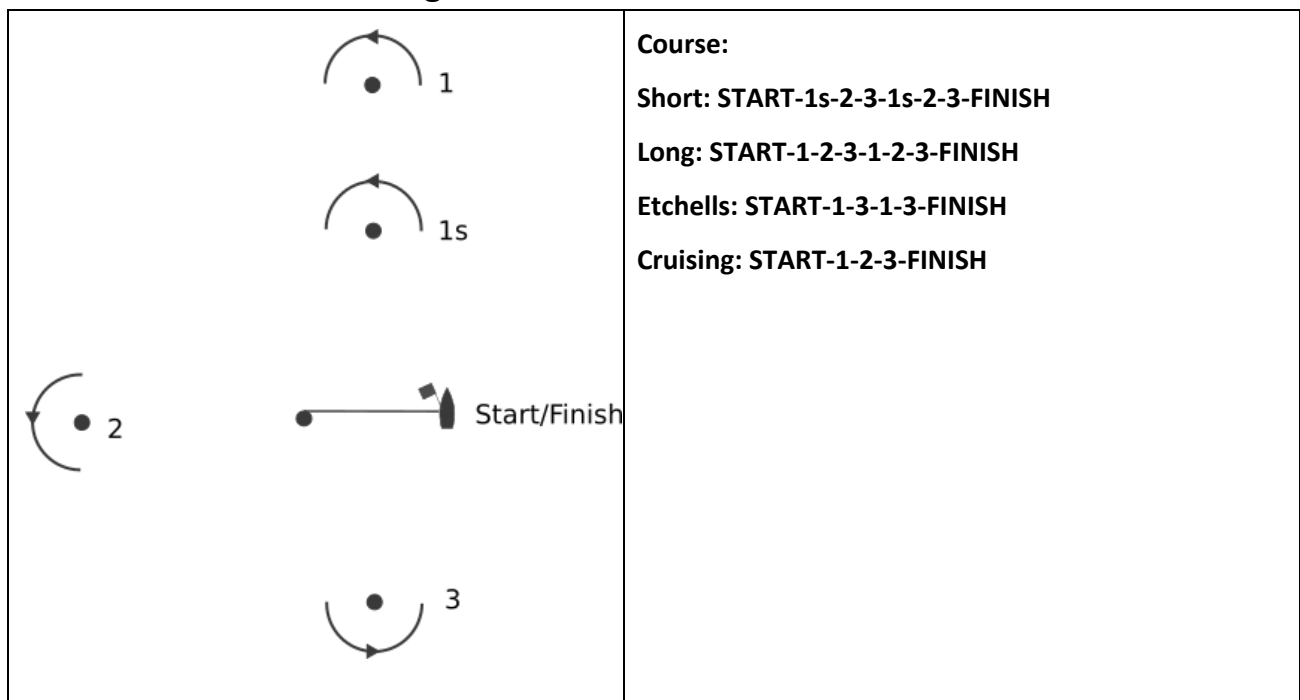 1
1s
2
Start/Finish
3
Course:
Short: START-1s-2-3-1s-2-3-FINISH
Long: START-1-2-3-1-2-3-FINISH
Etchells: START-1-3-1-3-FINISH
Cruising: START-1-2-3-FINISH